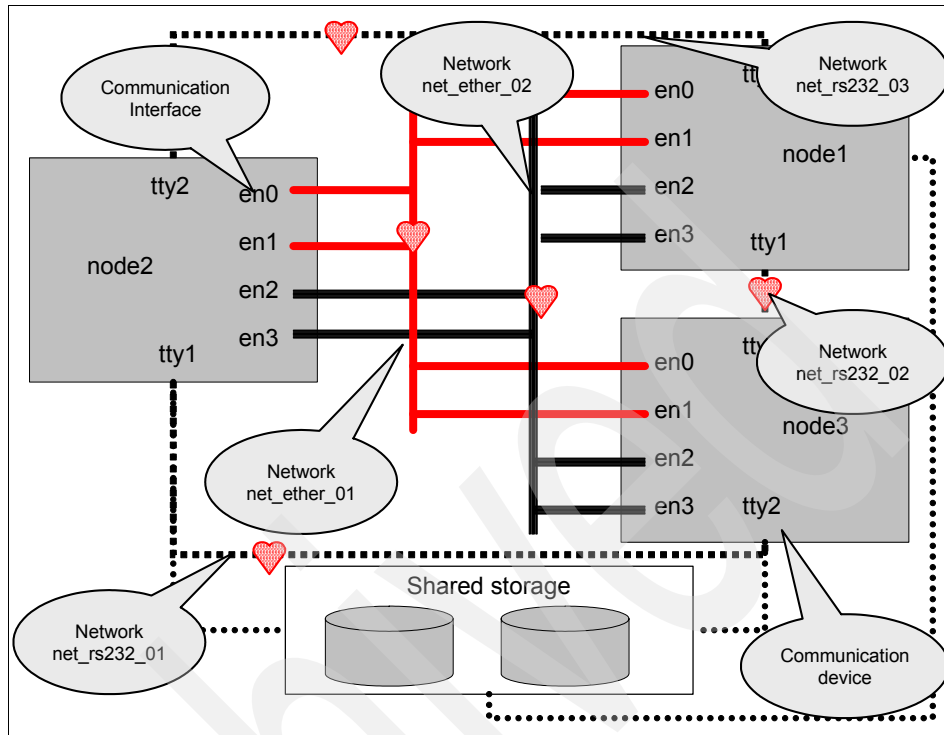 Communication
Interface
Network
net_ether_02
Network
net_rs232_03
tty2
en0
en1
en2
en3
node2
tty1
en0
en1
en2
en3
node1
tty1
Network
net_rs232_02
en0
en1
en2
en3
node3
tty2
Network
net_ether_01
Network
net_rs232_01
Shared storage
Communication
device